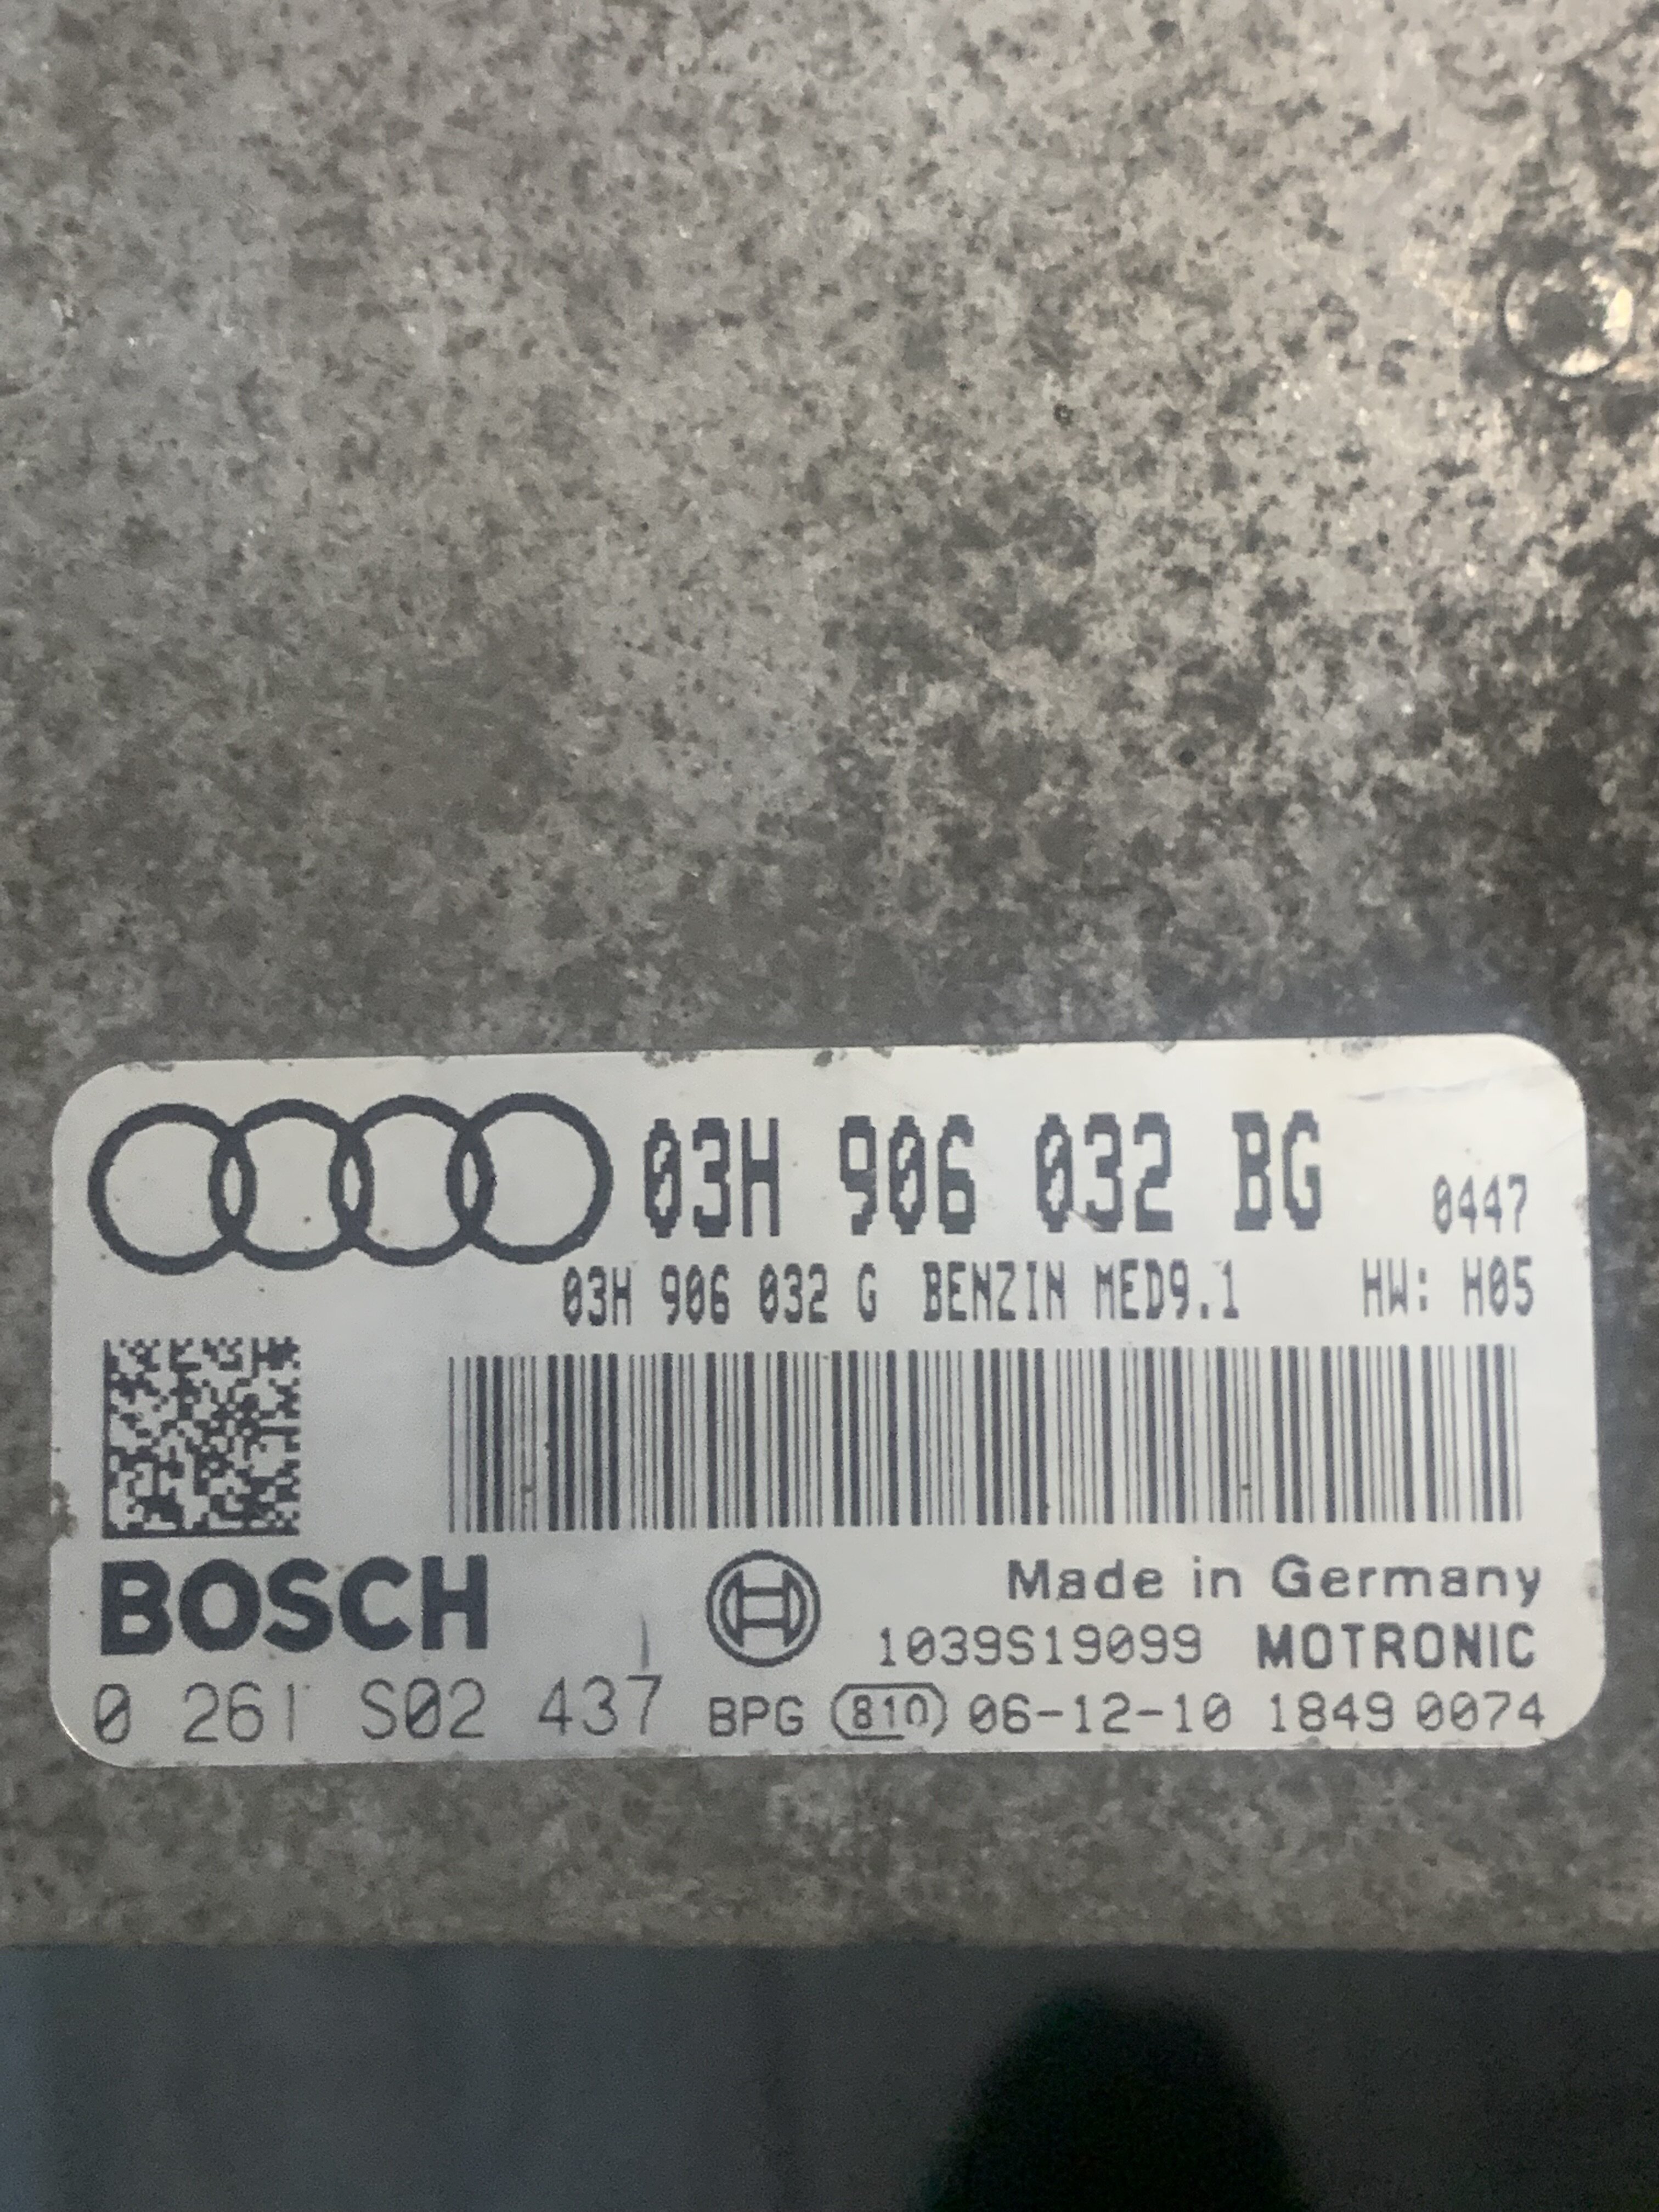 03H 906 032 BG 0447
03H 906 032 G BENZIN MED9.1 HW: H05
BOSCH
Made in Germany
1039S19099 MOTRONIC
0 261 S02 437 BPG 810 06-12-10 1849 0074